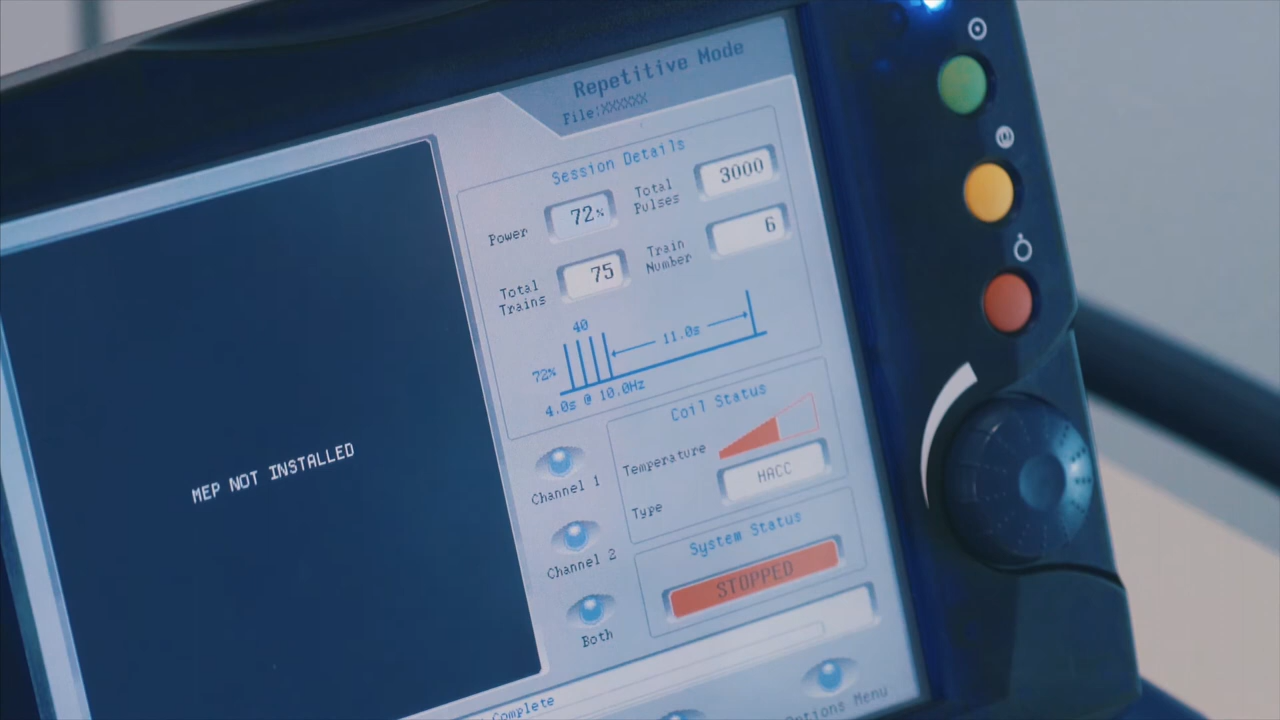 Repetitive Mode
File:XXXXXX
Session Details
Power 72%
Total Pulses 3000
Total Trains 75
Train Number 6
40
11.0s
72%
4.0s @ 10.0Hz
MEP NOT INSTALLED
Channel 1
Channel 2
Both
Coil Status
Temperature
Type HACC
System Status
STOPPED
Complete
Options Menu